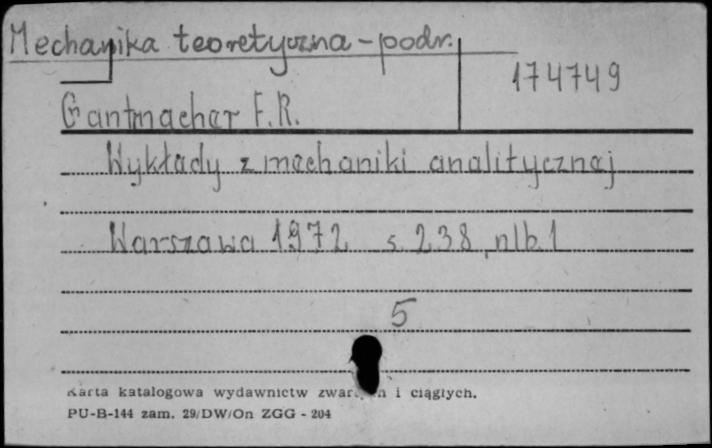 Mechanika teoretyczna - podr.
174749
Gantmacher F.R.
Wykłady z mechaniki analitycznej
Warszawa 1972 s. 238, nlb. 1
5
Karta katalogowa wydawnictw i ciągłych.
PU-B-144 zam. 29/DW/On ZGG - 204